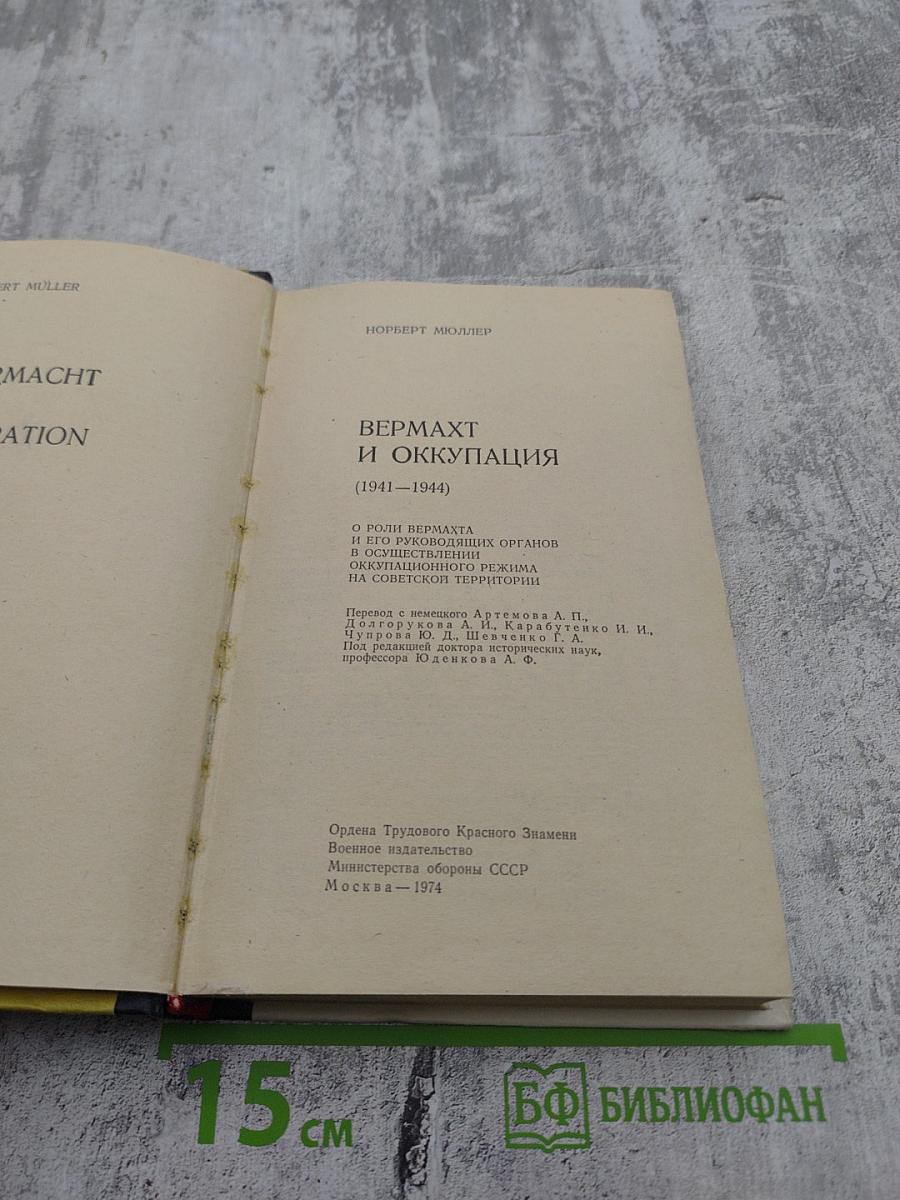 ERT MÜLLER
RMACHT
RATION
НОРБЕРТ МЮЛЛЕР
ВЕРМАХТ
И ОККУПАЦИЯ
(1941—1944)
О РОЛИ ВЕРМАХТА
И ЕГО РУКОВОДЯЩИХ ОРГАНОВ
В ОСУЩЕСТВЛЕНИИ
ОККУПАЦИОННОГО РЕЖИМА
НА СОВЕТСКОЙ ТЕРРИТОРИИ
Перевод с немецкого Артемова А. П.,
Долгорукова А. И., Карабутенко И. И.,
Чупрова Ю. Д., Шевченко Г. А.
Под редакцией доктора исторических наук,
профессора Юденкова А. Ф.
Ордена Трудового Красного Знамени
Военное издательство
Министерства обороны СССР
Москва—1974
15 см
БФ БИБЛИОФАН